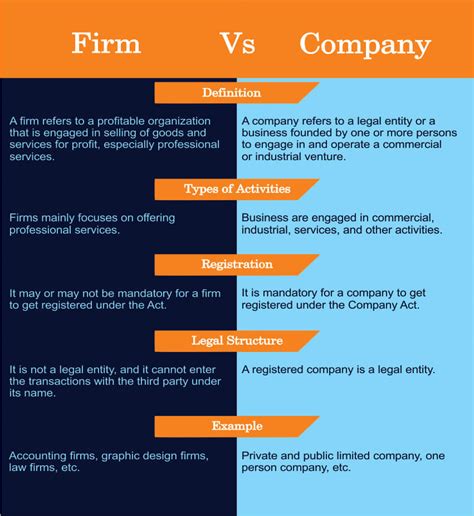 Firm Vs Company
Definition
A firm refers to a profitable organization
that is engaged in selling of goods and
services for profit, especially professional
services.
A company refers to a legal entity or a
business founded by one or more persons
to engage in and operate a commercial
or industrial venture.
Types of Activities
Firms mainly focuses on offering
professional services.
Business are engaged in commercial,
industrial, services, and other activities.
Registration
It may or may not be mandatory for a firm
to get registered under the Act.
It is mandatory for a company to get
registered under the Company Act.
Legal Structure
It is not a legal entity, and it cannot enter
the transactions with the third party under
its name.
A registered company is a legal entity.
Example
Accounting firms, graphic design firms,
law firms, etc.
Private and public limited company, one
person company, etc.